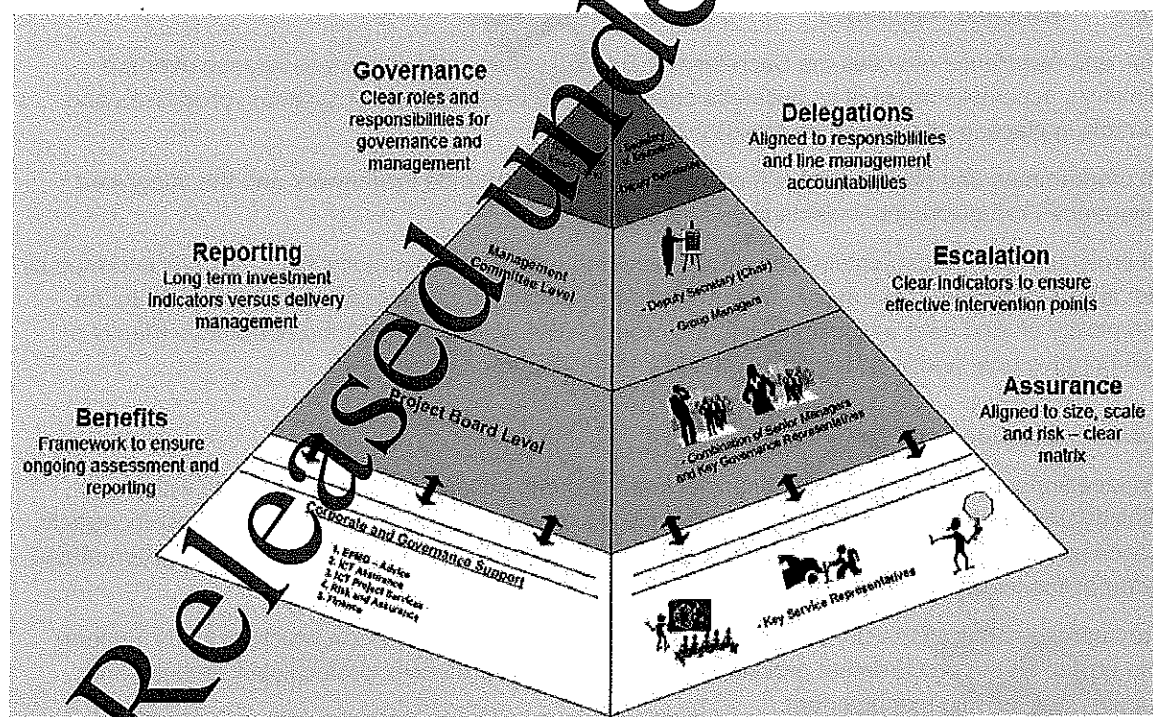 Released unde
Governance
Clear roles and
responsibilities for
governance and
management
Delegations
Aligned to responsibilities
and line management
accountabilities
Reporting
Long term investment
indicators versus delivery
management
Escalation
Clear indicators to ensure
effective intervention points
Benefits
Framework to ensure
ongoing assessment and
reporting
Assurance
Aligned to size, scale
and risk – clear
matrix
Management
Committee Level
- Deputy Secretary (Chair)
- Group Managers
Project Board Level
- Combination of Senior Managers
and Key Governance Representatives
Corporate and Governance Support
1. EPMO – Advice
2. ICT Assurance
3. ICT Project Services
4. Risk and Assurance
5. Finance
- Key Service Representatives